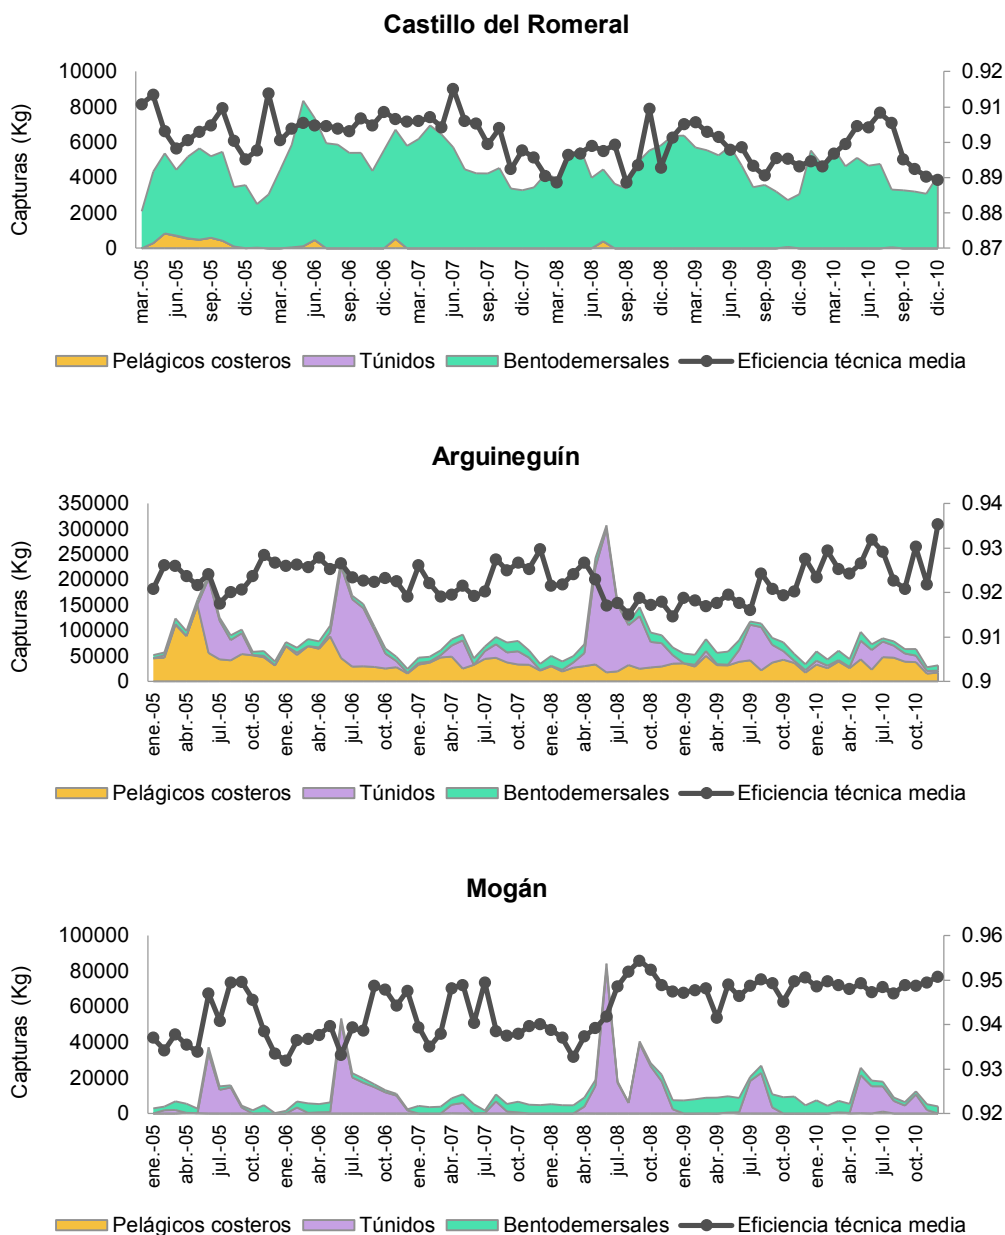 Castillo del Romeral
Capturas (Kg)
10000
8000
6000
4000
2000
0
0.92
0.91
0.9
0.89
0.88
0.87
mar.-05
jun.-05
sep.-05
dic.-05
mar.-06
jun.-06
sep.-06
dic.-06
mar.-07
jun.-07
sep.-07
dic.-07
mar.-08
jun.-08
sep.-08
dic.-08
mar.-09
jun.-09
sep.-09
dic.-09
mar.-10
jun.-10
sep.-10
dic.-10
Pelágicos costeros Túnidos Bentodemersales Eficiencia técnica media
Arguineguín
Capturas (Kg)
350000
300000
250000
200000
150000
100000
50000
0
0.94
0.93
0.92
0.91
0.9
ene.-05
abr.-05
jul.-05
oct.-05
ene.-06
abr.-06
jul.-06
oct.-06
ene.-07
abr.-07
jul.-07
oct.-07
ene.-08
abr.-08
jul.-08
oct.-08
ene.-09
abr.-09
jul.-09
oct.-09
ene.-10
abr.-10
jul.-10
oct.-10
Pelágicos costeros Túnidos Bentodemersales Eficiencia técnica media
Mogán
Capturas (Kg)
100000
80000
60000
40000
20000
0
0.96
0.95
0.94
0.93
0.92
ene.-05
abr.-05
jul.-05
oct.-05
ene.-06
abr.-06
jul.-06
oct.-06
ene.-07
abr.-07
jul.-07
oct.-07
ene.-08
abr.-08
jul.-08
oct.-08
ene.-09
abr.-09
jul.-09
oct.-09
ene.-10
abr.-10
jul.-10
oct.-10
Pelágicos costeros Túnidos Bentodemersales Eficiencia técnica media